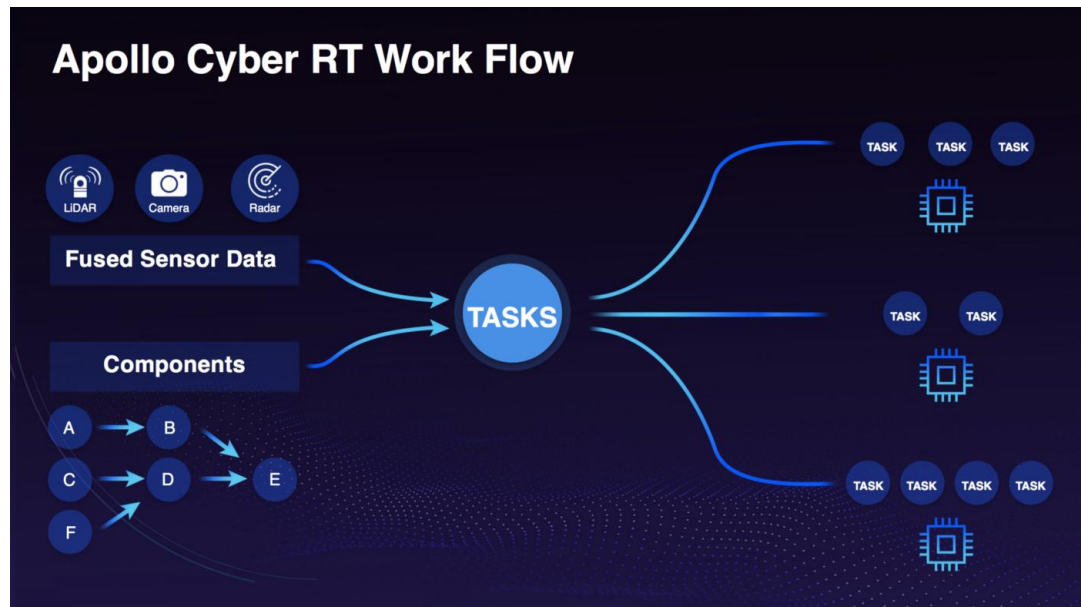 Apollo Cyber RT Work Flow
LiDAR Camera Radar
Fused Sensor Data
Components
A B
C D E
F
TASKS
TASK TASK TASK
TASK TASK
TASK TASK TASK TASK